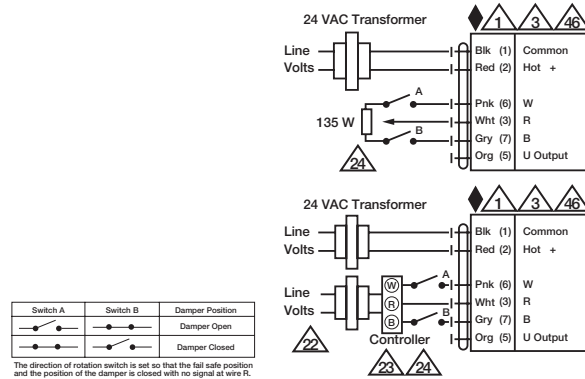 24 VAC Transformer
1 3 46
Line
Volts
Blk (1) Common
Red (2) Hot +
A
Pnk (6) W
135 W
Wht (3) R
B
Gry (7) B
Org (5) U Output
24
24 VAC Transformer
1 3 46
Line
Volts
Blk (1) Common
Red (2) Hot +
A
Line
Volts
W
Pnk (6) W
R
Wht (3) R
B
B
Gry (7) B
Controller
Org (5) U Output
22
23 24
Switch A Switch B Damper Position
Damper Open
Damper Closed
The direction of rotation switch is set so that the fail safe position
and the position of the damper is closed with no signal at wire R.